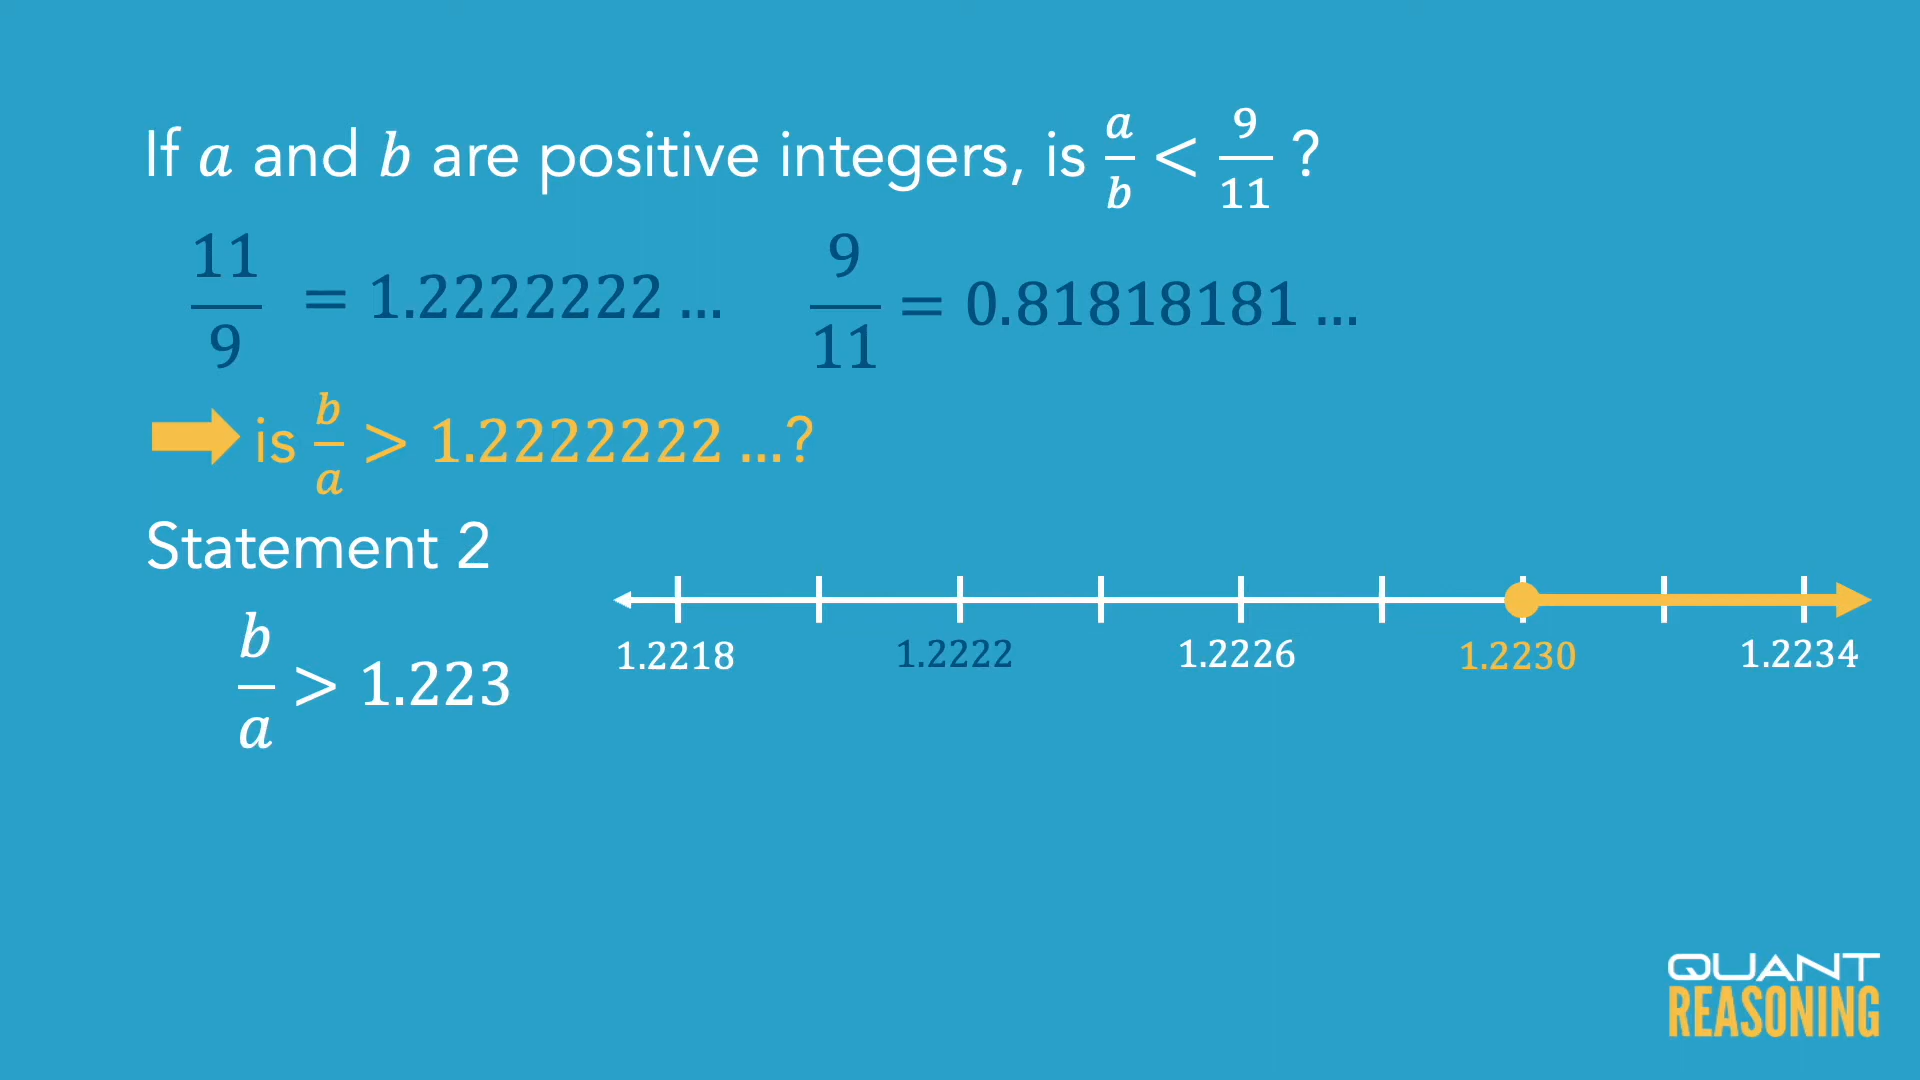 If a and b are positive integers, is a/b < 9/11 ?
11/9 = 1.2222222 ... 9/11 = 0.81818181 ...
is b/a > 1.2222222 ...?
Statement 2
b/a > 1.223
1.2218 1.2222 1.2226 1.2230 1.2234
QUANT
REASONING